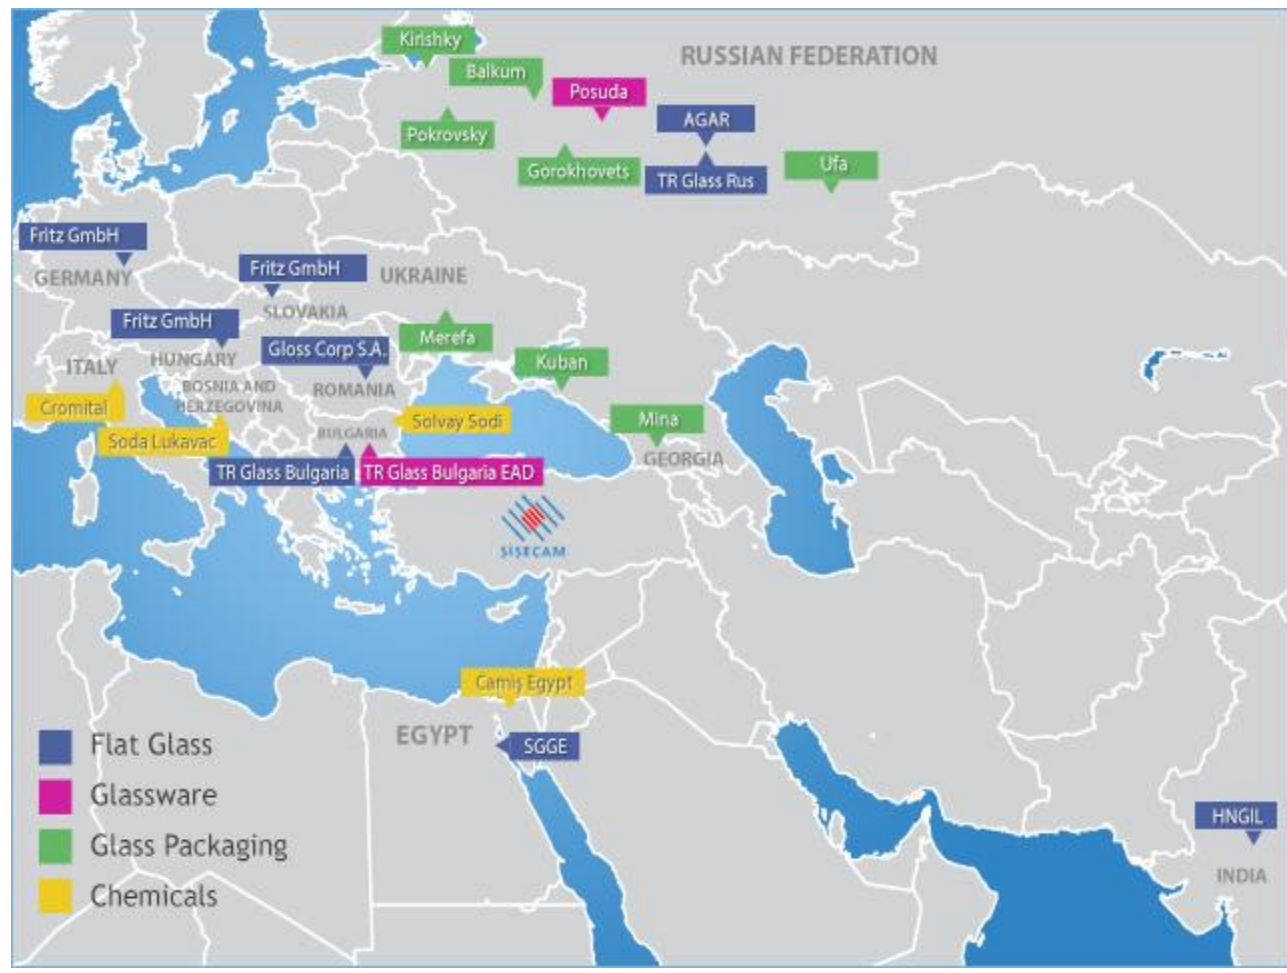 Kirishky
RUSSIAN FEDERATION
Balkum
Posuda
AGAR
Pokrovsky
Gorokhovets
TR Glass Rus
Ufa
Fritz GmbH
GERMANY
Fritz GmbH
UKRAINE
SLOVAKIA
Fritz GmbH
Merefa
Gloss Corp S.A.
HUNGARY
ITALY
Kuban
BOSNIA AND
HERZEGOVINA
ROMANIA
Cromital
Soda Lukavac
Solvay Sodi
Mina
BULGARIA
GEORGIA
TR Glass Bulgaria
TR Glass Bulgaria EAD
ŞİŞECAM
Camiş Egypt
EGYPT
SGGE
Flat Glass
Glassware
Glass Packaging
Chemicals
HNGIL
INDIA